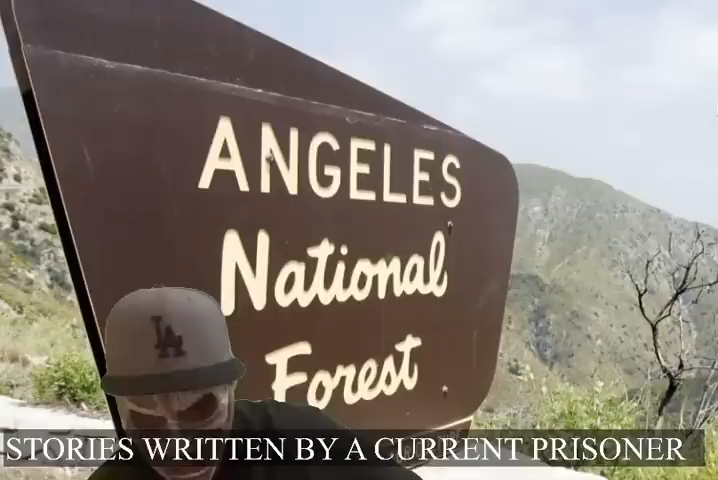 ANGELES
National
Forest
LA
STORIES WRITTEN BY A CURRENT PRISONER